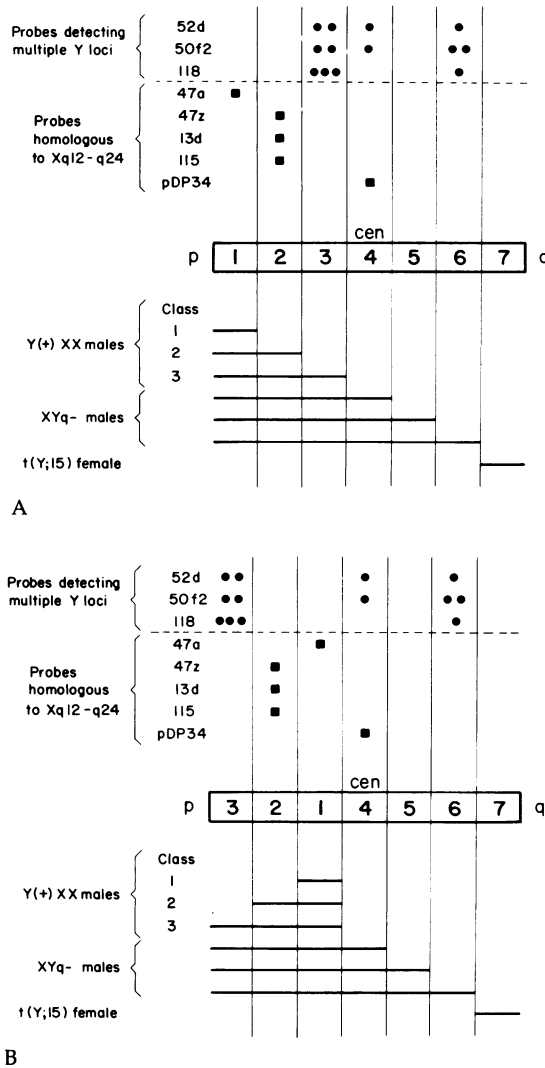 Probes detecting
multiple Y loci
52d
50f2
118
Probes
homologous
to Xq12-q24
47a
47z
13d
115
pDP34
cen
p 1 2 3 4 5 6 7 q
Class
Y(+) XX males
1
2
3
XYq- males
t(Y;15) female
A
Probes detecting
multiple Y loci
52d
50f2
118
Probes
homologous
to Xq12-q24
47a
47z
13d
115
pDP34
cen
p 3 2 1 4 5 6 7 q
Class
Y(+) XX males
1
2
3
XYq- males
t(Y;15) female
B